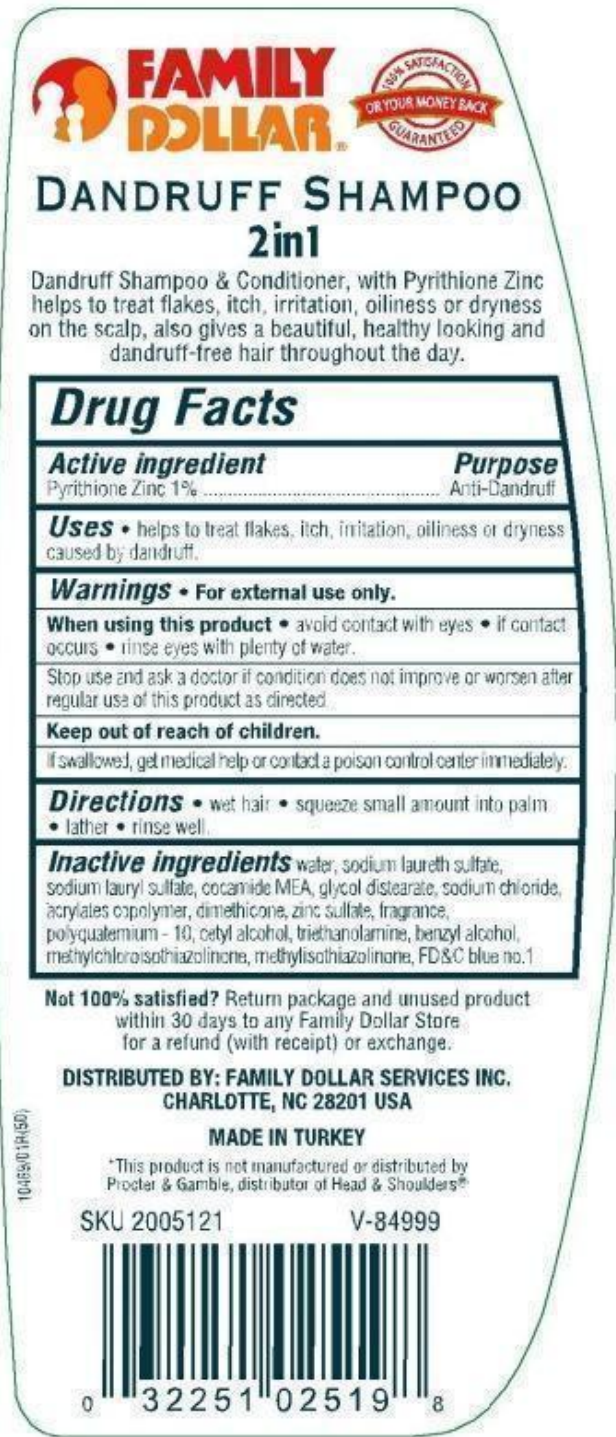 FAMILY
DOLLAR®
100% SATISFACTION
OR YOUR MONEY BACK
GUARANTEED
DANDRUFF SHAMPOO
2in1
Dandruff Shampoo & Conditioner, with Pyrithione Zinc
helps to treat flakes, itch, irritation, oiliness or dryness
on the scalp, also gives a beautiful, healthy looking and
dandruff-free hair throughout the day.
Drug Facts
Active ingredient Purpose
Pyrithione Zinc 1% ........................................ Anti-Dandruff
Uses • helps to treat flakes, itch, irritation, oiliness or dryness
caused by dandruff.
Warnings • For external use only.
When using this product • avoid contact with eyes • if contact
occurs • rinse eyes with plenty of water.
Stop use and ask a doctor if condition does not improve or worsen after
regular use of this product as directed
Keep out of reach of children.
If swallowed, get medical help or contact a poison control center immediately.
Directions • wet hair • squeeze small amount into palm
• lather • rinse well.
Inactive ingredients water, sodium laureth sulfate,
sodium lauryl sulfate, cocamide MEA, glycol distearate, sodium chloride,
acrylates copolymer, dimethicone, zinc sulfate, fragrance,
polyquaternium - 10, cetyl alcohol, triethanolamine, benzyl alcohol,
methylchloroisothiazolinone, methylisothiazolinone, FD&C blue no.1
Not 100% satisfied? Return package and unused product
within 30 days to any Family Dollar Store
for a refund (with receipt) or exchange.
DISTRIBUTED BY: FAMILY DOLLAR SERVICES INC.
CHARLOTTE, NC 28201 USA
MADE IN TURKEY
*This product is not manufactured or distributed by
Procter & Gamble, distributor of Head & Shoulders®
10469/01R(50)
SKU 2005121 V-84999
0 32251 02519 8